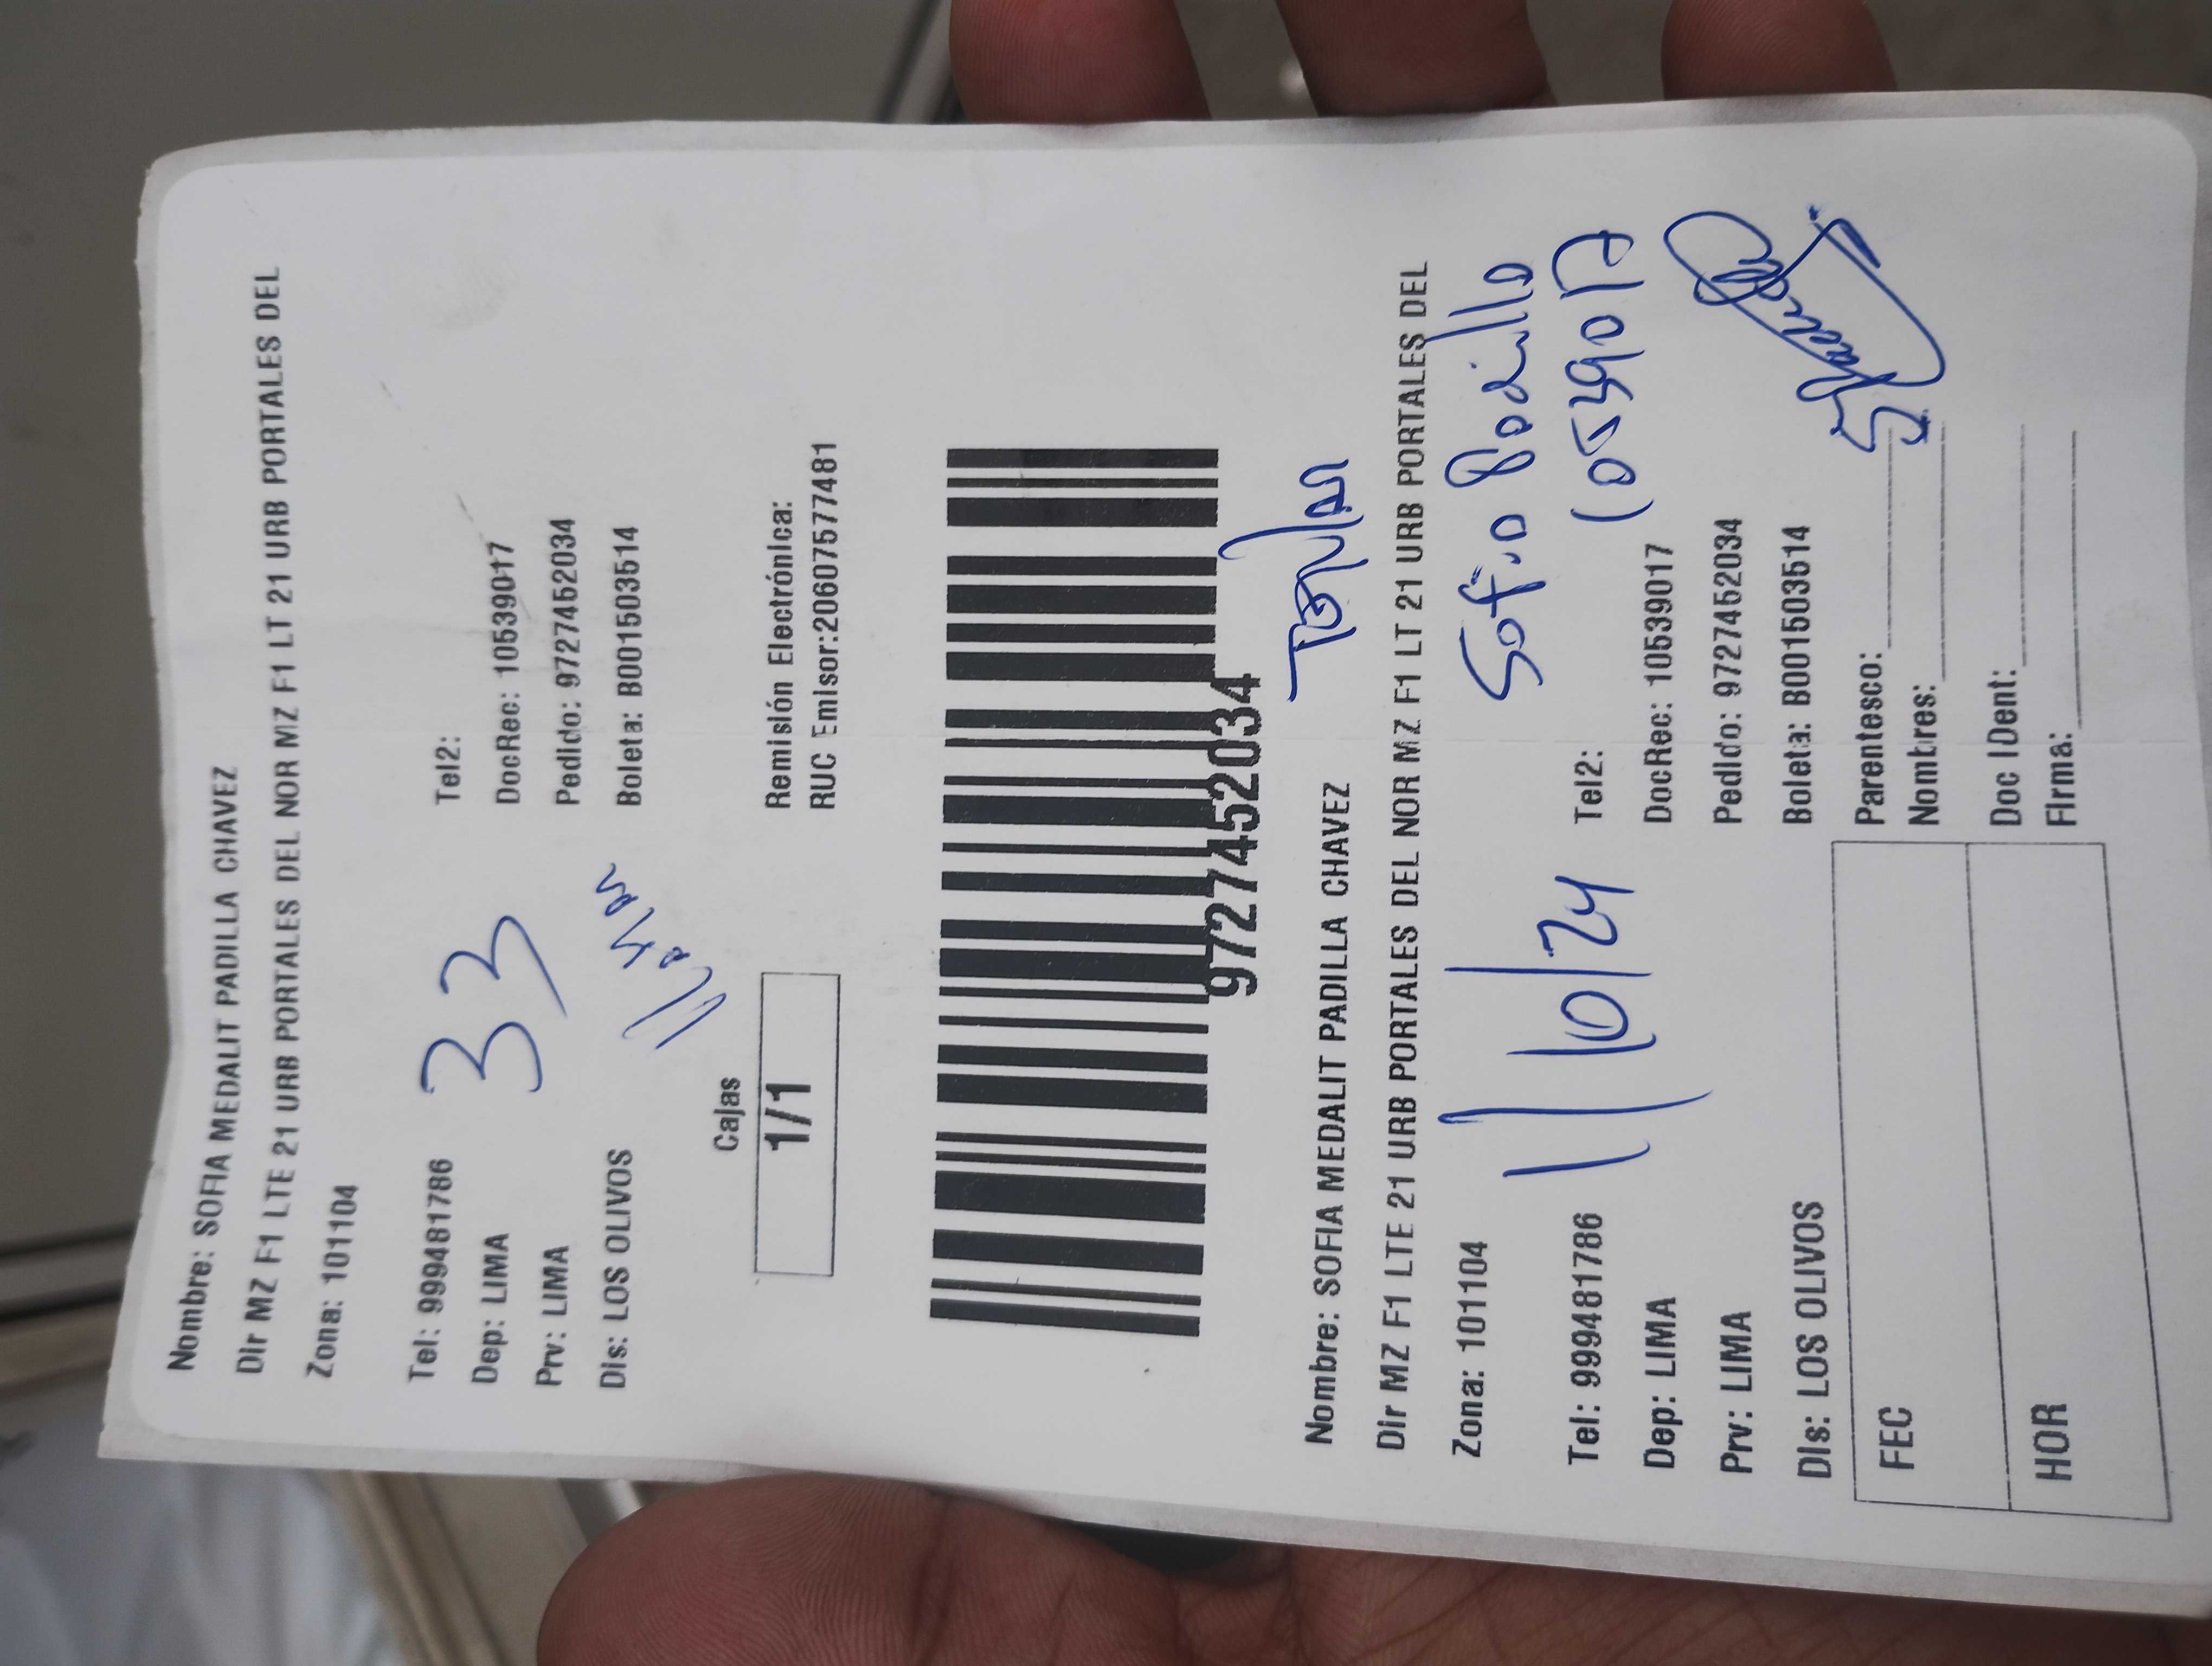 Nombre: SOFIA MEDALIT PADILLA CHAVEZ
Dir MZ F1 LTE 21 URB PORTALES DEL NOR MZ F1 LT 21 URB PORTALES DEL
Zona: 101104
Tel: 999481786
33
Tel2:
Dep: LIMA
DocRec: 10539017
Prv: LIMA
Pedido: 9727452034
Dis: LOS OLIVOS
Boleta: B001503514
Cajas
1/1
Remisión Electrónica:
RUC Emisor:20607577481
9727452034
Nombre: SOFIA MEDALIT PADILLA CHAVEZ
Dir MZ F1 LTE 21 URB PORTALES DEL NOR MZ F1 LT 21 URB PORTALES DEL
Zona: 101104
11/10/24
Sofia Padilla
10539017
Tel: 999481786
Tel2:
Dep: LIMA
DocRec: 10539017
Prv: LIMA
Pedido: 9727452034
Dis: LOS OLIVOS
Boleta: B001503514
FEC
Parentesco:
Nombres:
HOR
Doc IDent:
Firma: